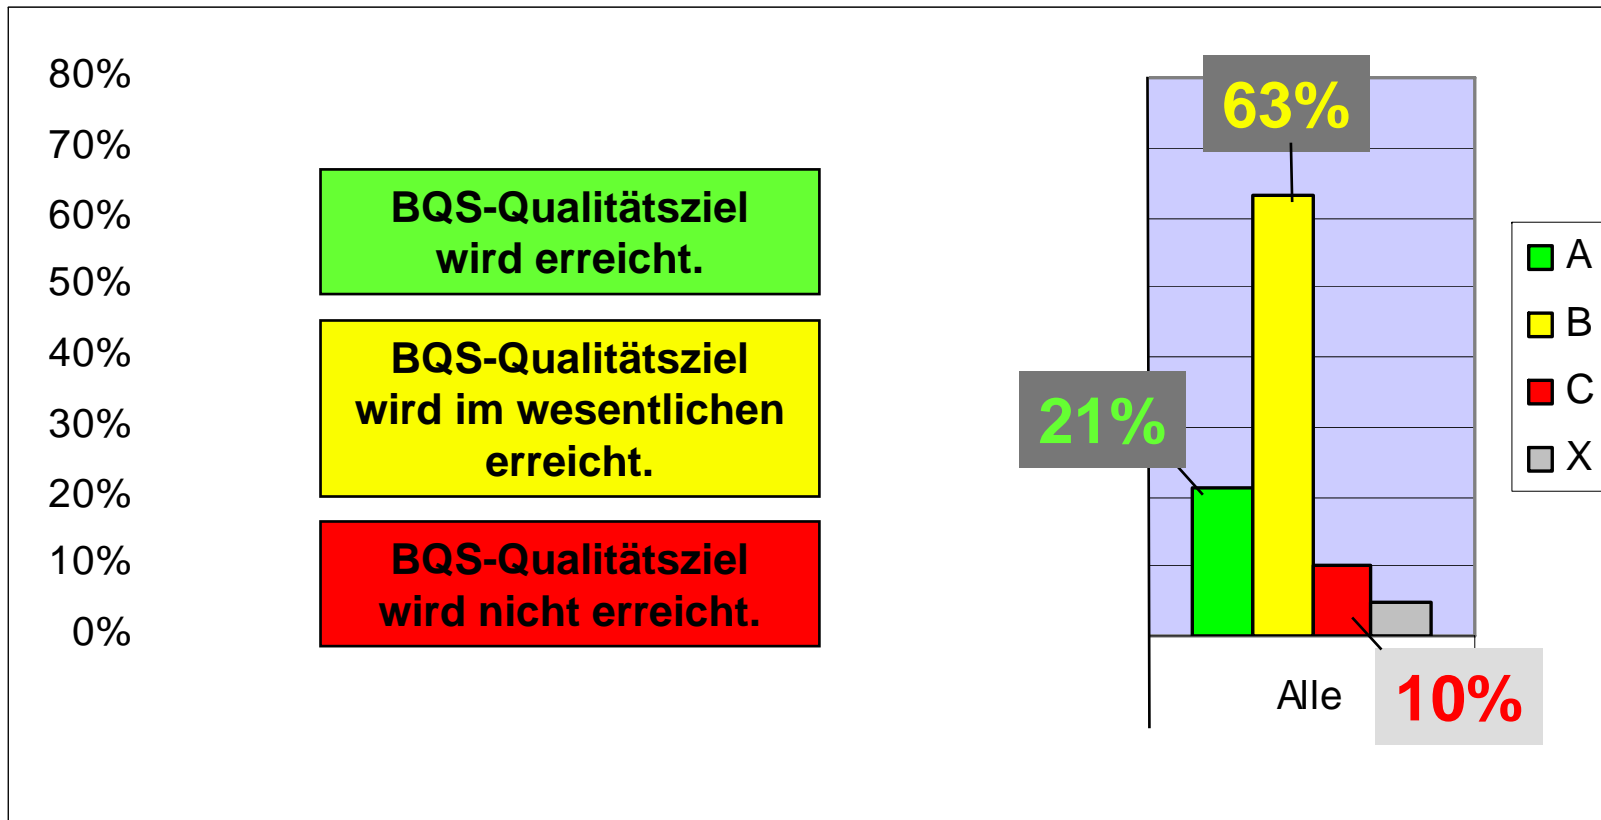 80%
70%
60%
50%
40%
30%
20%
10%
0%
BQS-Qualitätsziel
wird erreicht.
BQS-Qualitätsziel
wird im wesentlichen
erreicht.
BQS-Qualitätsziel
wird nicht erreicht.
63%
21%
10%
Alle
A
B
C
X